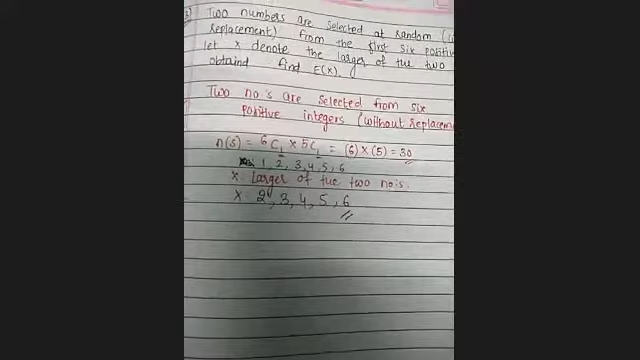 Two numbers are selected at random
replacement) from the first six positiv
let x denote the larger of the two
obtaind find E(X).
Two no's are selected from six
positive integers (without replacem
n(s) = 6C1 × 5C1 = (6) × (5) = 30
1, 2, 3, 4, 5, 6
x Larger of the two no's.
x 2, 3, 4, 5, 6